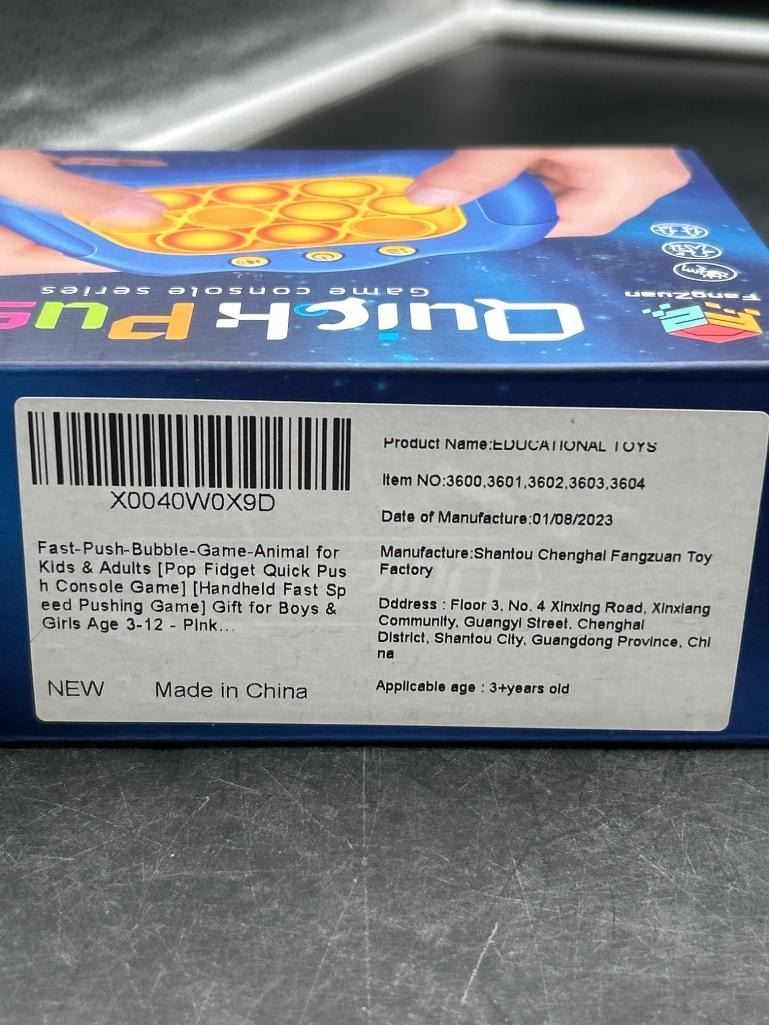 FangZuan
Game console series
Quick Pus
X0040W0X9D
Fast-Push-Bubble-Game-Animal for
Kids & Adults [Pop Fidget Quick Pus
h Console Game] [Handheld Fast Sp
eed Pushing Game] Gift for Boys &
Girls Age 3-12 - Pink...
NEW Made in China
Product Name:EDUCATIONAL TOYS
Item NO:3600,3601,3602,3603,3604
Date of Manufacture:01/08/2023
Manufacture:Shantou Chenghai Fangzuan Toy
Factory
Dddress : Floor 3, No. 4 Xinxing Road, Xinxiang
Community, Guangyi Street, Chenghai
District, Shantou City, Guangdong Province, Chi
na
Applicable age : 3+years old